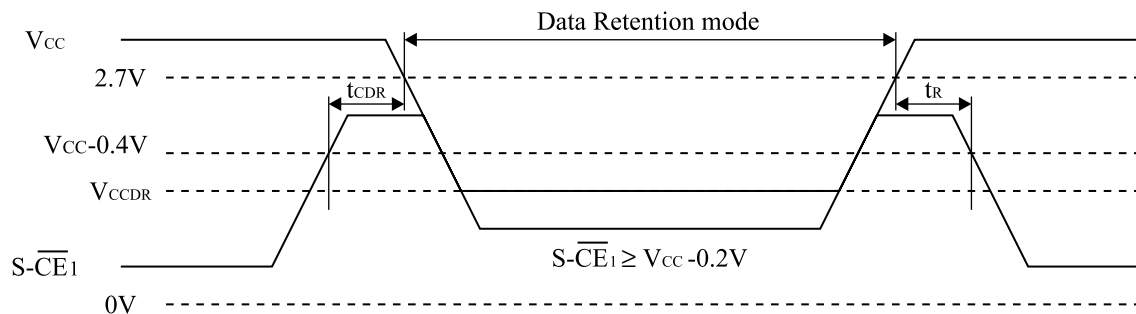 Data Retention mode
VCC
2.7V
tCDR
tR
VCC-0.4V
VCCDR
S-CE1
S-CE1 ≥ VCC -0.2V
0V